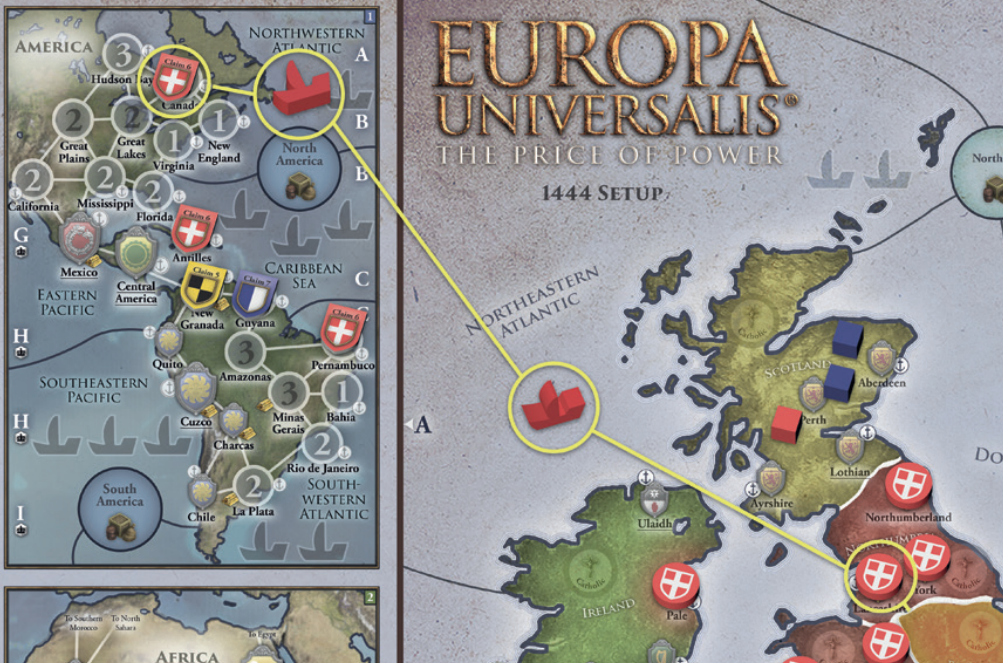 1
AMERICA
NORTHWESTERN
ATLANTIC
A
3
Claim 6
Hudson Bay
Canada
B
2
2
1
1
Great
Plains
Great
Lakes
Virginia
New
England
North
America
B
2
2
2
California
Mississippi
Florida
Claim 6
G
Antilles
Mexico
Central
America
CARIBBEAN
SEA
C
Claim 5
Claim 7
EASTERN
PACIFIC
New
Granada
Guyana
Claim 6
H
Quito
3
Amazonas
Pernambuco
SOUTHEASTERN
PACIFIC
3
1
Cuzco
Minas
Gerais
Bahia
H
Charcas
2
Rio de Janeiro
South
America
2
SOUTH-
WESTERN
ATLANTIC
I
Chile
La Plata
2
To Southern
Morocco
To North
Sahara
To Egypt
AFRICA
EUROPA
UNIVERSALIS®
THE PRICE OF POWER
1444 SETUP
North
NORTHEASTERN
ATLANTIC
Catholic
SCOTLAND
Aberdeen
Perth
A
Lothian
Ayrshire
Ulaidh
Northumberland
Catholic
IRELAND
Pale
York
Catholic
Catholic